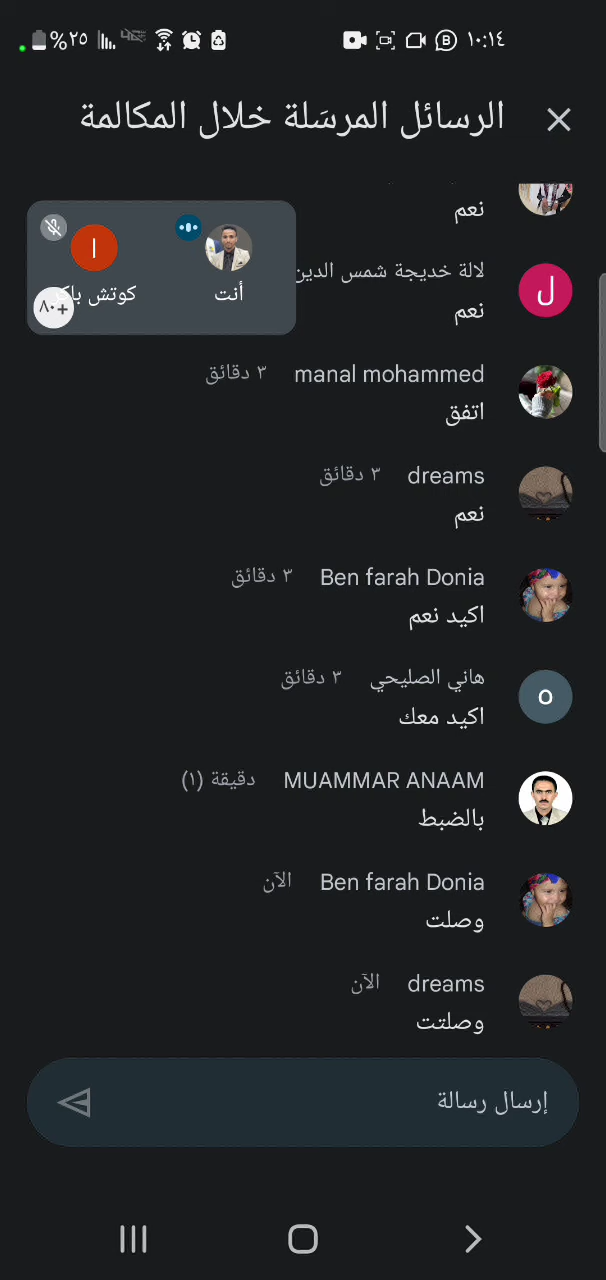 ١٠:١٤
%٢٥
الرسائل المرسَلة خلال المكالمة
نعم
أنت
ا
+٨٠
ل
لالة خديجة شمس الدين
نعم
manal mohammed ٣ دقائق
اتفق
dreams ٣ دقائق
نعم
Ben farah Donia ٣ دقائق
اكيد نعم
o
هاني الصليحي ٣ دقائق
اكيد معك
MUAMMAR ANAAM دقيقة (١)
بالضبط
Ben farah Donia الآن
وصلت
dreams الآن
وصلتت
إرسال رسالة